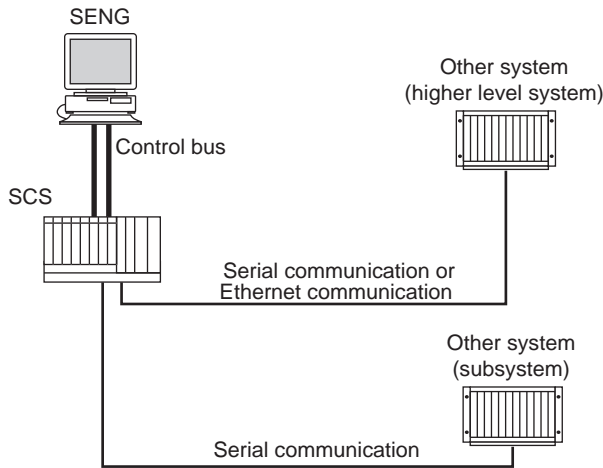 SENG
Other system
(higher level system)
Control bus
SCS
Serial communication or
Ethernet communication
Other system
(subsystem)
Serial communication